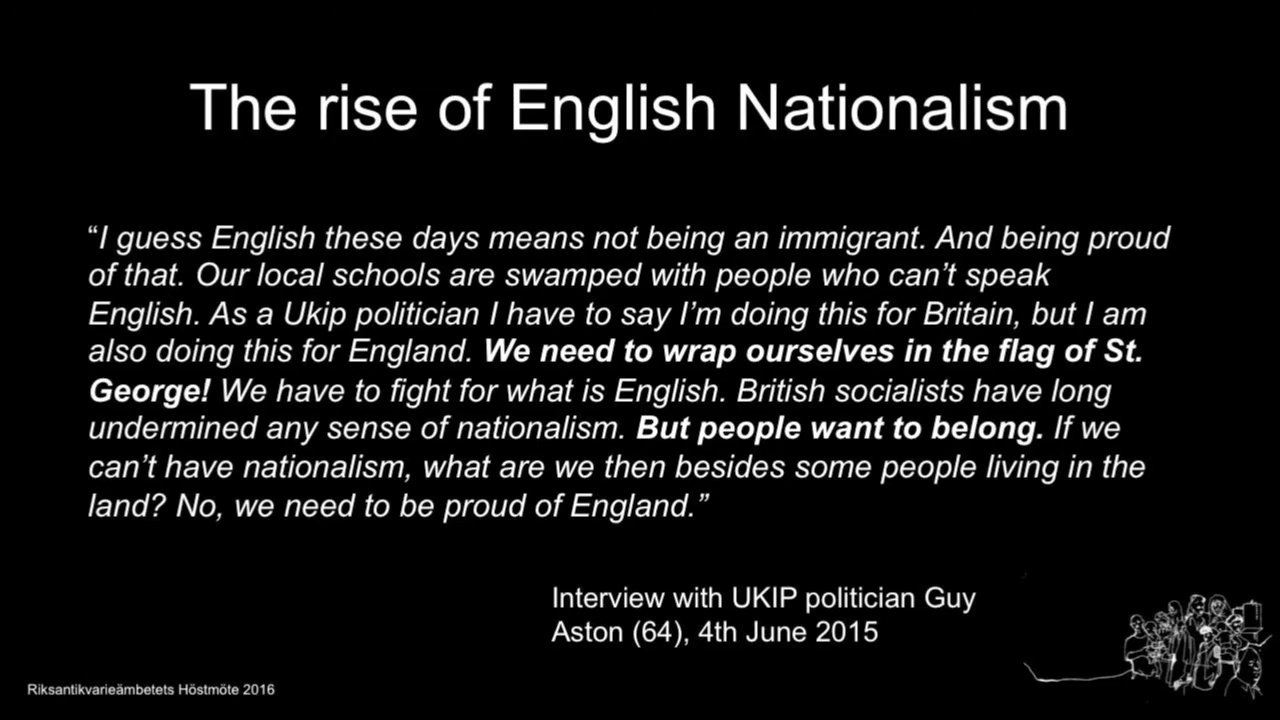 The rise of English Nationalism
“I guess English these days means not being an immigrant. And being proud
of that. Our local schools are swamped with people who can’t speak
English. As a Ukip politician I have to say I’m doing this for Britain, but I am
also doing this for England. We need to wrap ourselves in the flag of St.
George! We have to fight for what is English. British socialists have long
undermined any sense of nationalism. But people want to belong. If we
can’t have nationalism, what are we then besides some people living in the
land? No, we need to be proud of England.”
Interview with UKIP politician Guy
Aston (64), 4th June 2015
Riksantikvarieämbetets Höstmöte 2016